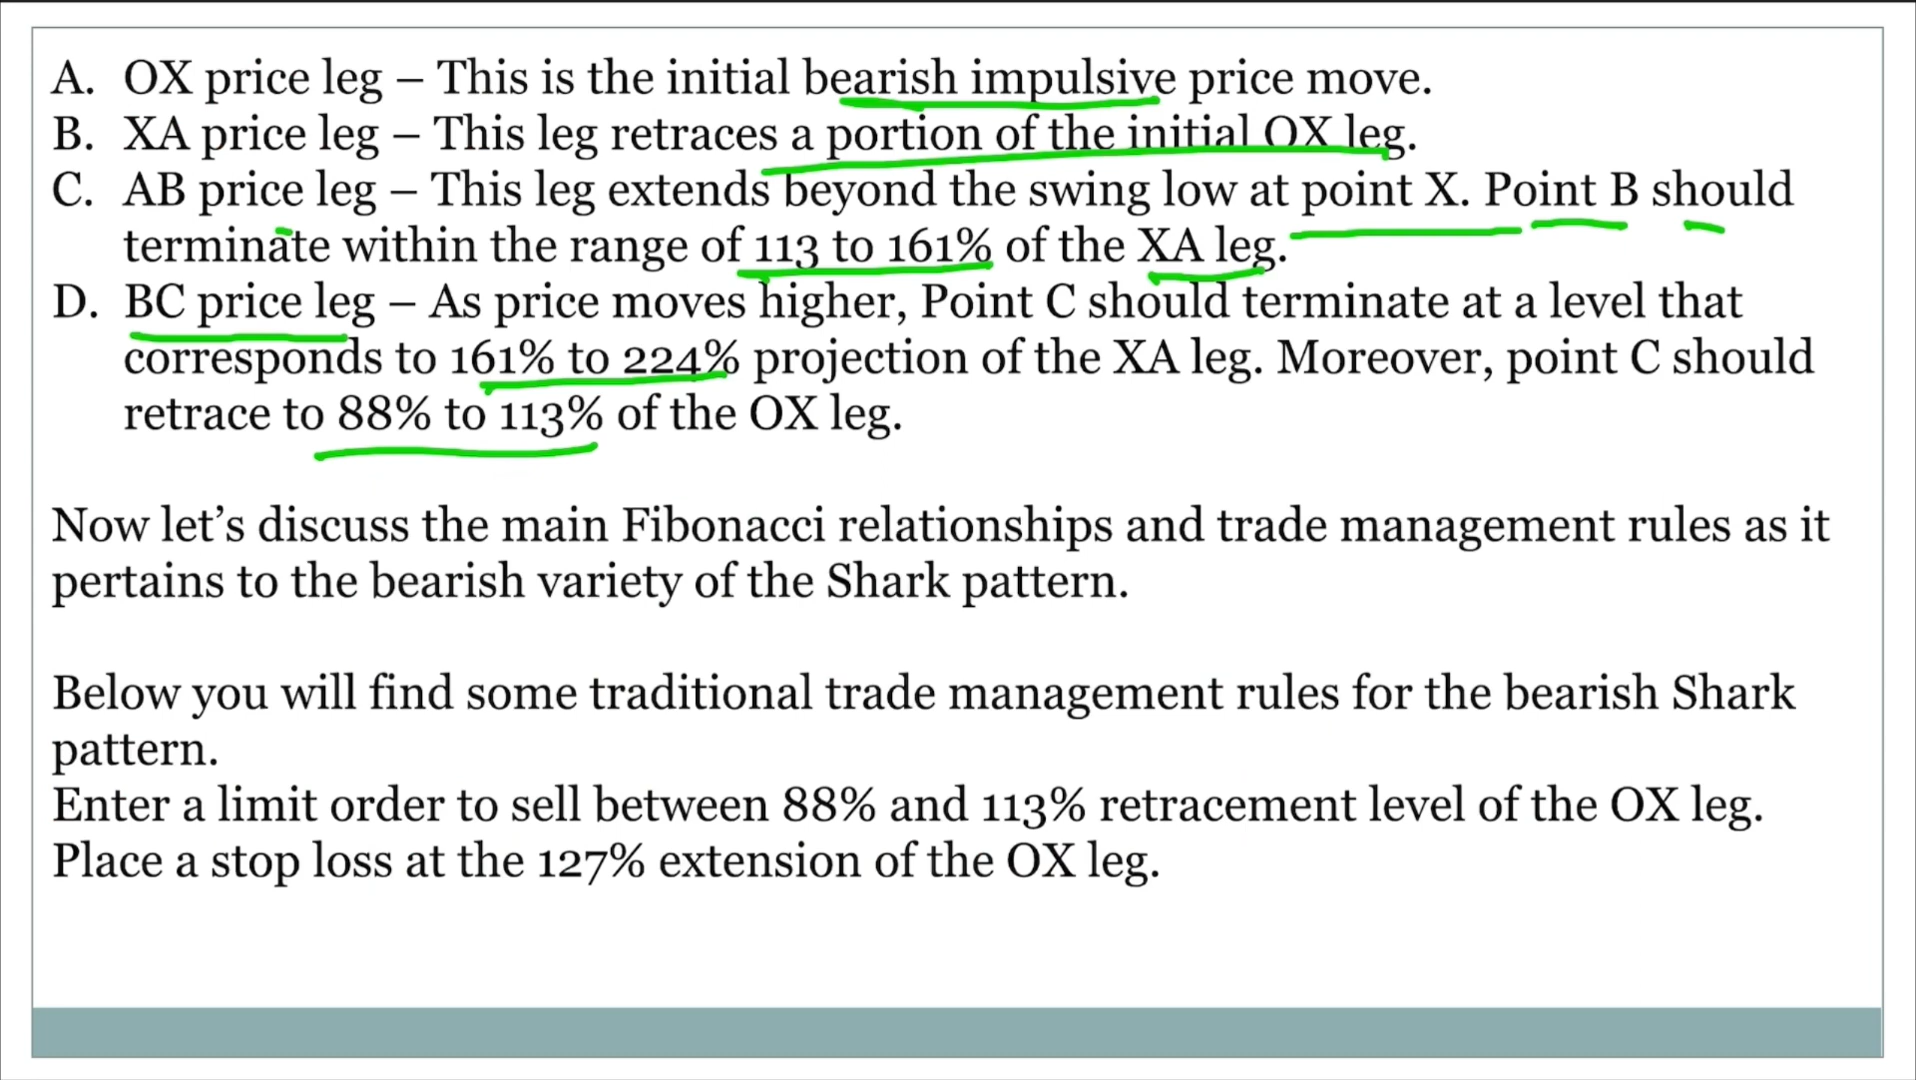 A. OX price leg – This is the initial bearish impulsive price move.
B. XA price leg – This leg retraces a portion of the initial OX leg.
C. AB price leg – This leg extends beyond the swing low at point X. Point B should
terminate within the range of 113 to 161% of the XA leg.
D. BC price leg – As price moves higher, Point C should terminate at a level that
corresponds to 161% to 224% projection of the XA leg. Moreover, point C should
retrace to 88% to 113% of the OX leg.
Now let’s discuss the main Fibonacci relationships and trade management rules as it
pertains to the bearish variety of the Shark pattern.
Below you will find some traditional trade management rules for the bearish Shark
pattern.
Enter a limit order to sell between 88% and 113% retracement level of the OX leg.
Place a stop loss at the 127% extension of the OX leg.